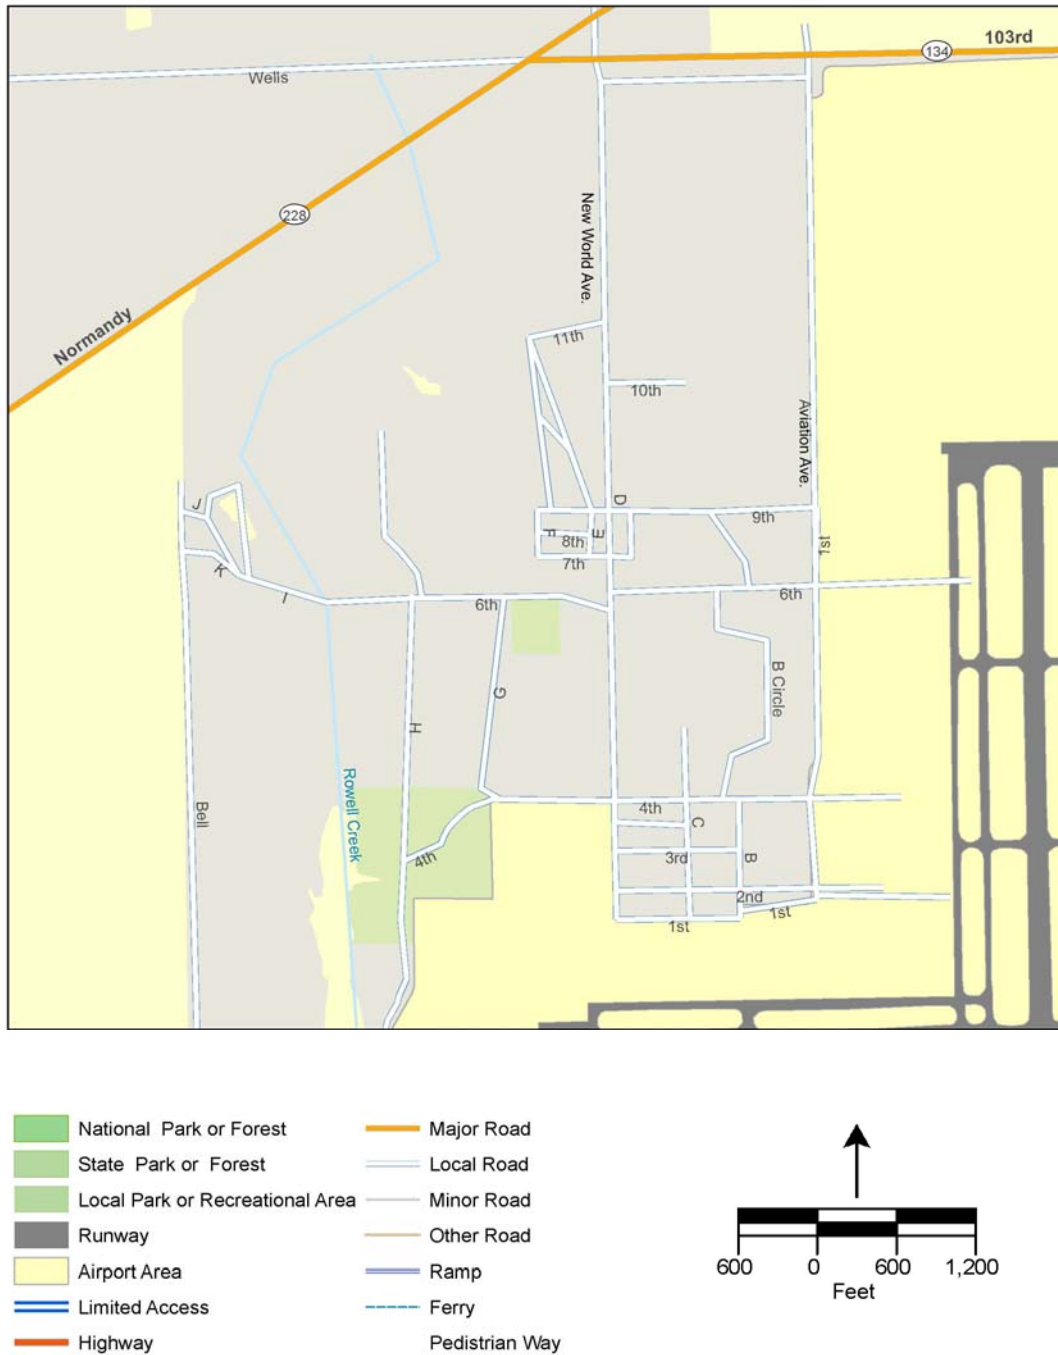 103rd
134
Wells
228
New World Ave.
Normandy
11th
10th
Aviation Ave.
J
D
9th
F
E
8th
1st
7th
K
I
6th
6th
G
B Circle
H
Rowell Creek
Bell
4th
C
4th
3rd
B
2nd
1st
1st
National Park or Forest
State Park or Forest
Local Park or Recreational Area
Runway
Airport Area
Limited Access
Highway
Major Road
Local Road
Minor Road
Other Road
Ramp
Ferry
Pedistrian Way
600 0 600 1,200
Feet